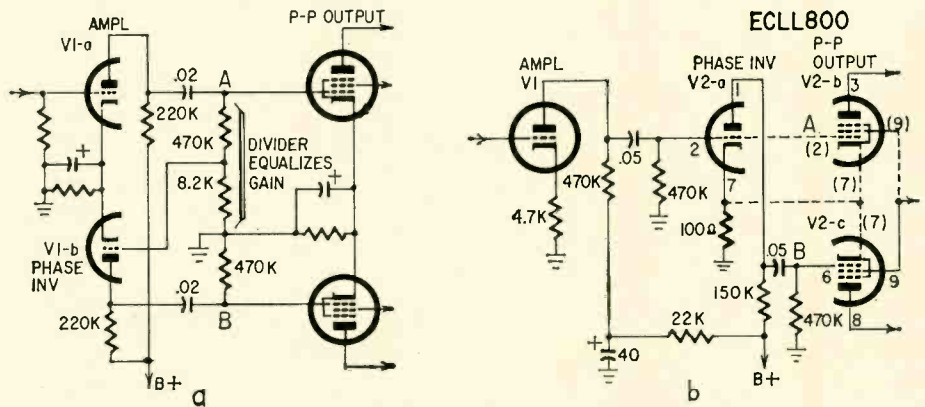 AMPL
V1-a
P-P OUTPUT
.02
A
220K
470K
DIVIDER
EQUALIZES
GAIN
8.2K
+
+
V1-b
PHASE
INV
470K
.02
B
220K
B+
a
ECLL800
AMPL
V1
PHASE INV
V2-a
1
P-P
OUTPUT
V2-b
3
A
(9)
.05
2
(2)
7
(7)
470K
470K
4.7K
100Ω
V2-c
(7)
.05
B
6
9
150K
470K
8
22K
+
40
B+
b